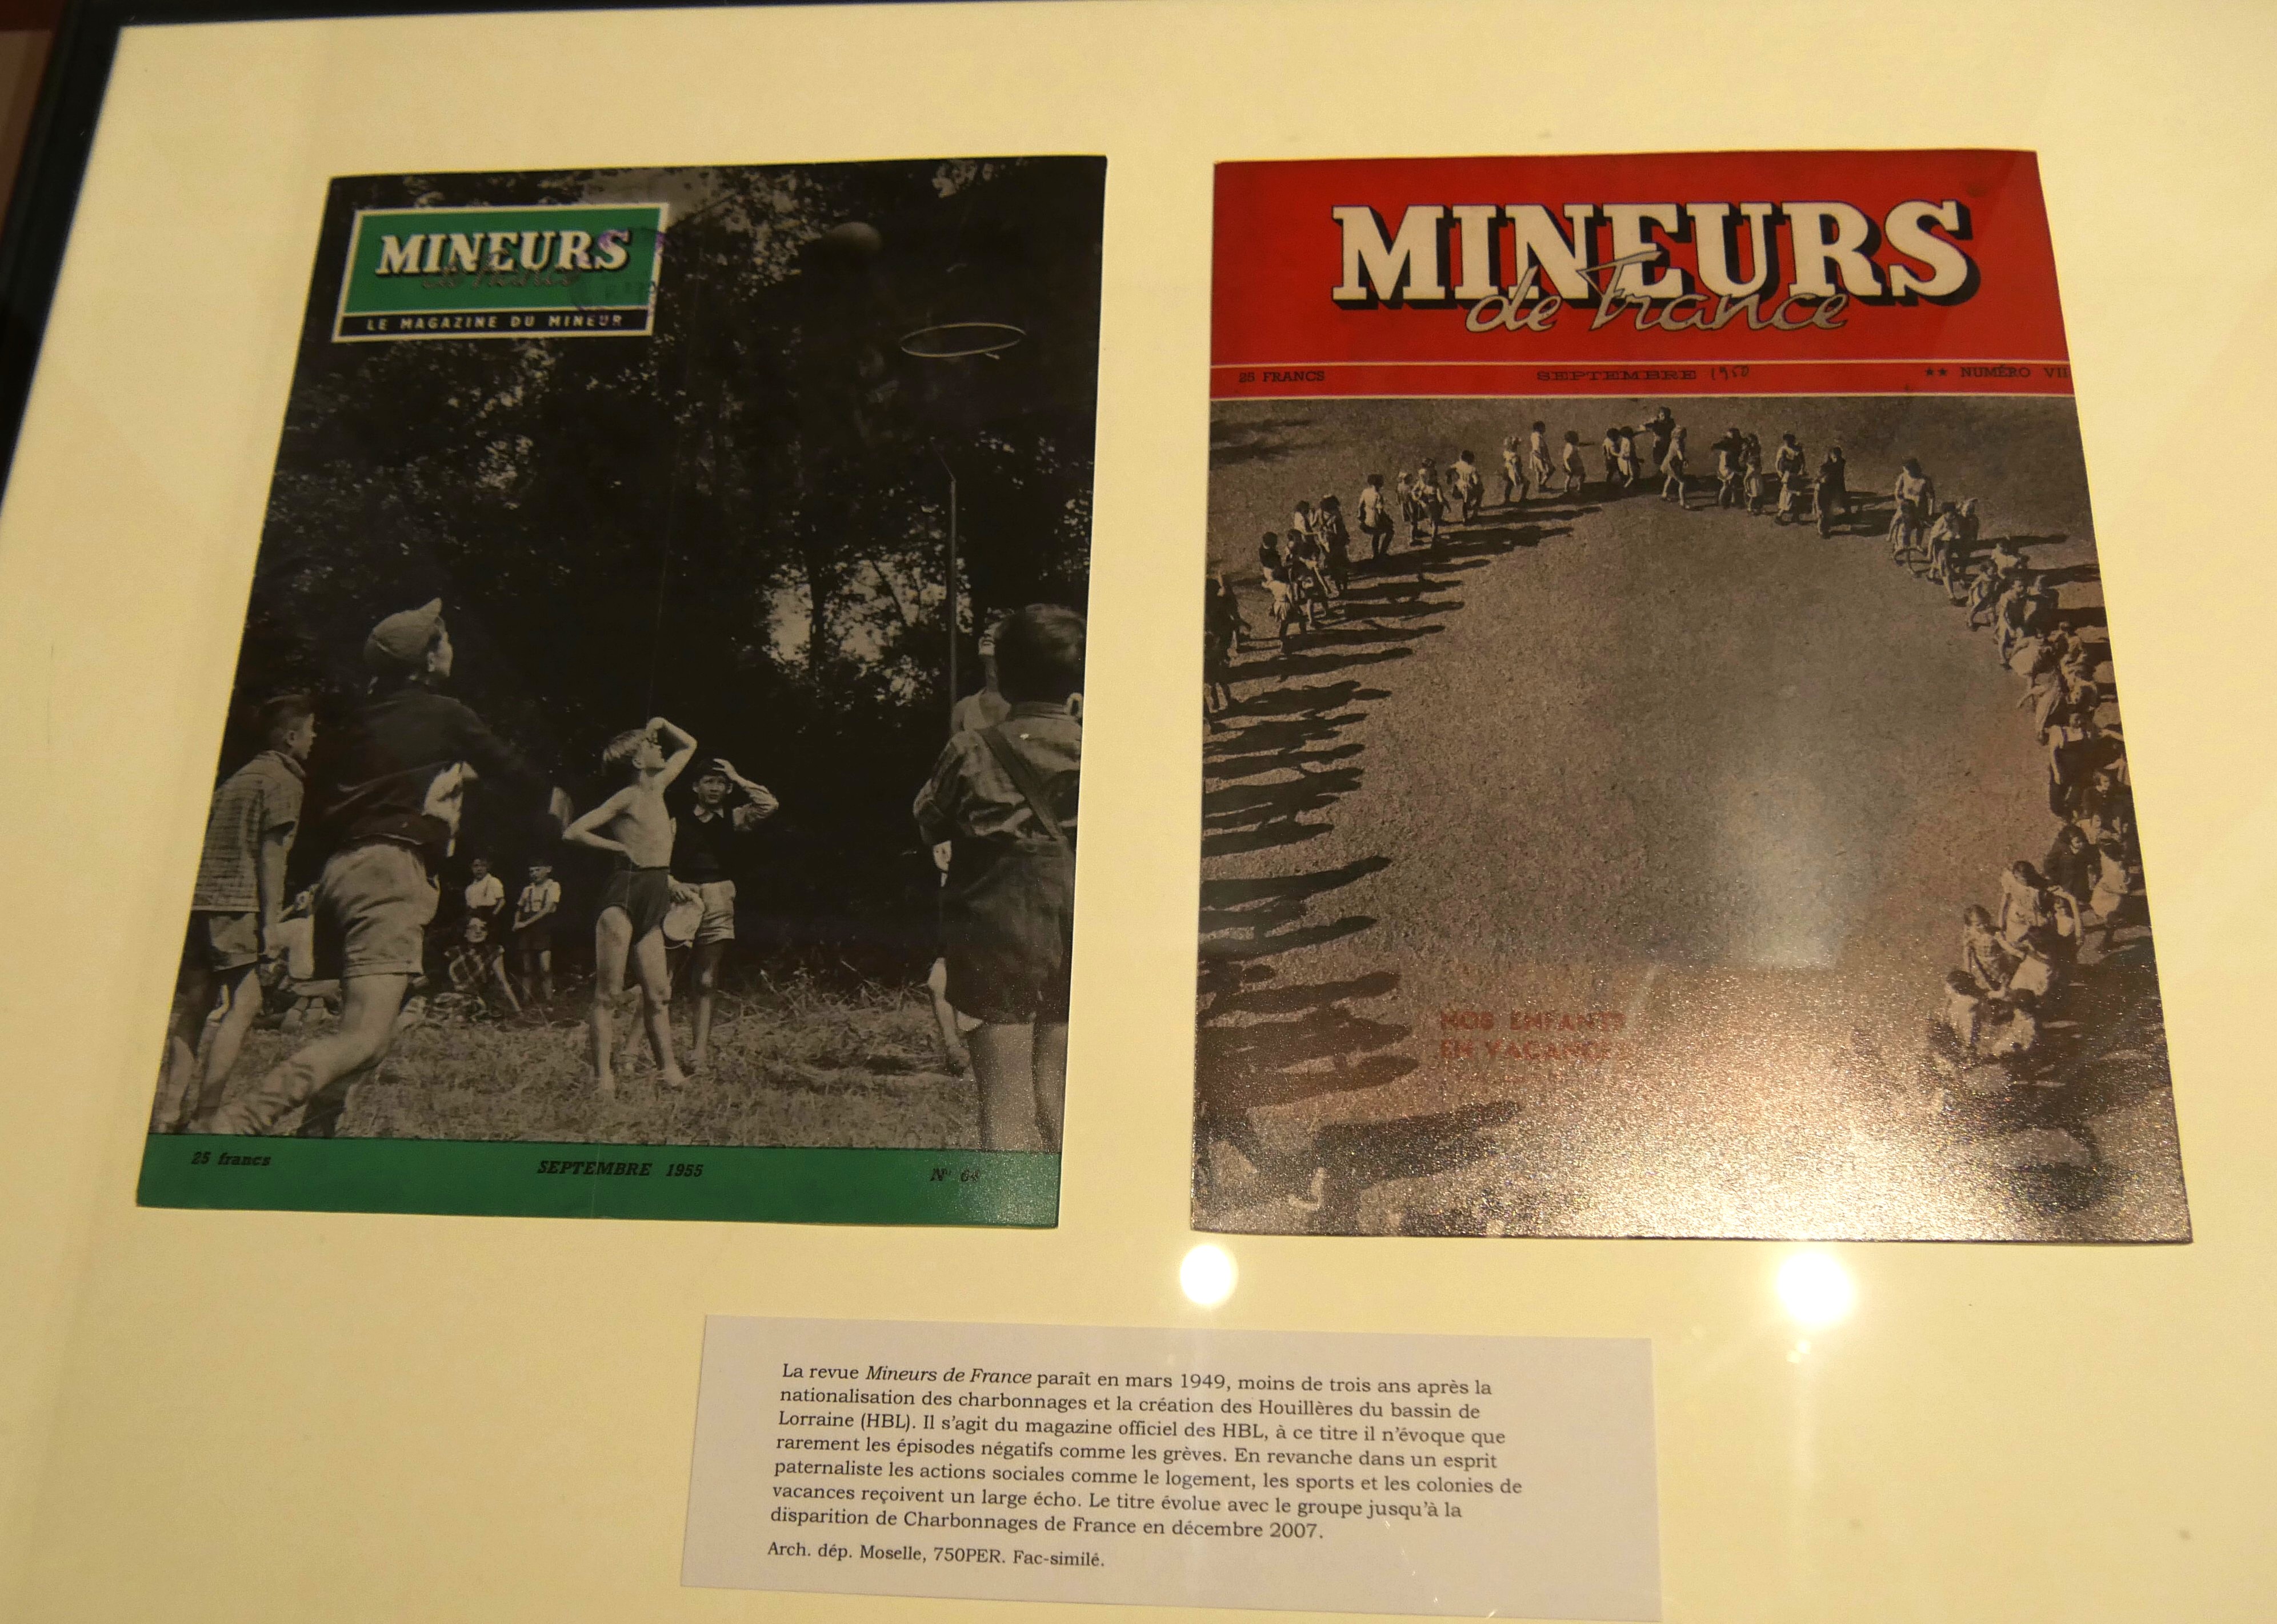 MINEURS
de France
LE MAGAZINE DU MINEUR
25 francs
SEPTEMBRE 1955
N°
MINEURS
de France
25 FRANCS
SEPTEMBRE 1950
★★ NUMÉRO VII
NOS ENFANTS
EN VACANCES
La revue Mineurs de France paraît en mars 1949, moins de trois ans après la
nationalisation des charbonnages et la création des Houillères du bassin de
Lorraine (HBL). Il s'agit du magazine officiel des HBL, à ce titre il n'évoque que
rarement les épisodes négatifs comme les grèves. En revanche dans un esprit
paternaliste les actions sociales comme le logement, les sports et les colonies de
vacances reçoivent un large écho. Le titre évolue avec le groupe jusqu'à la
disparition de Charbonnages de France en décembre 2007.
Arch. dép. Moselle, 750PER. Fac-similé.